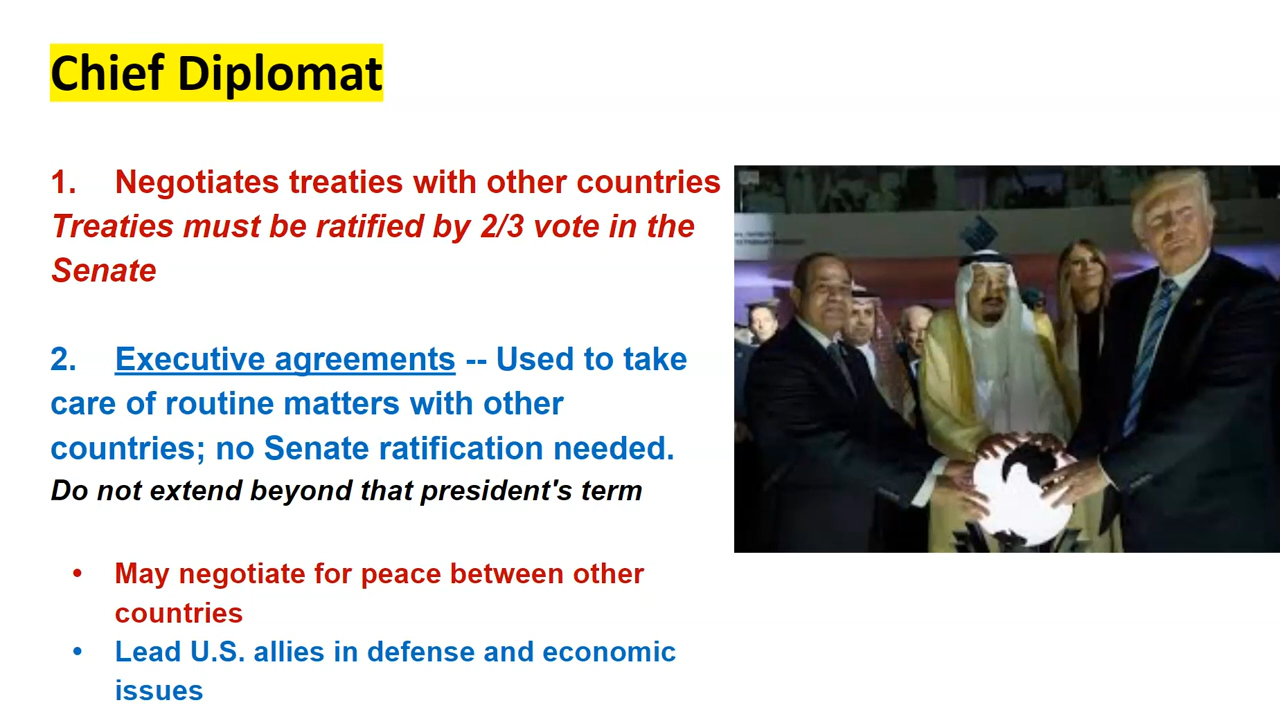 Chief Diplomat
1. Negotiates treaties with other countries
Treaties must be ratified by 2/3 vote in the
Senate
2. Executive agreements -- Used to take
care of routine matters with other
countries; no Senate ratification needed.
Do not extend beyond that president's term
• May negotiate for peace between other
countries
• Lead U.S. allies in defense and economic
issues